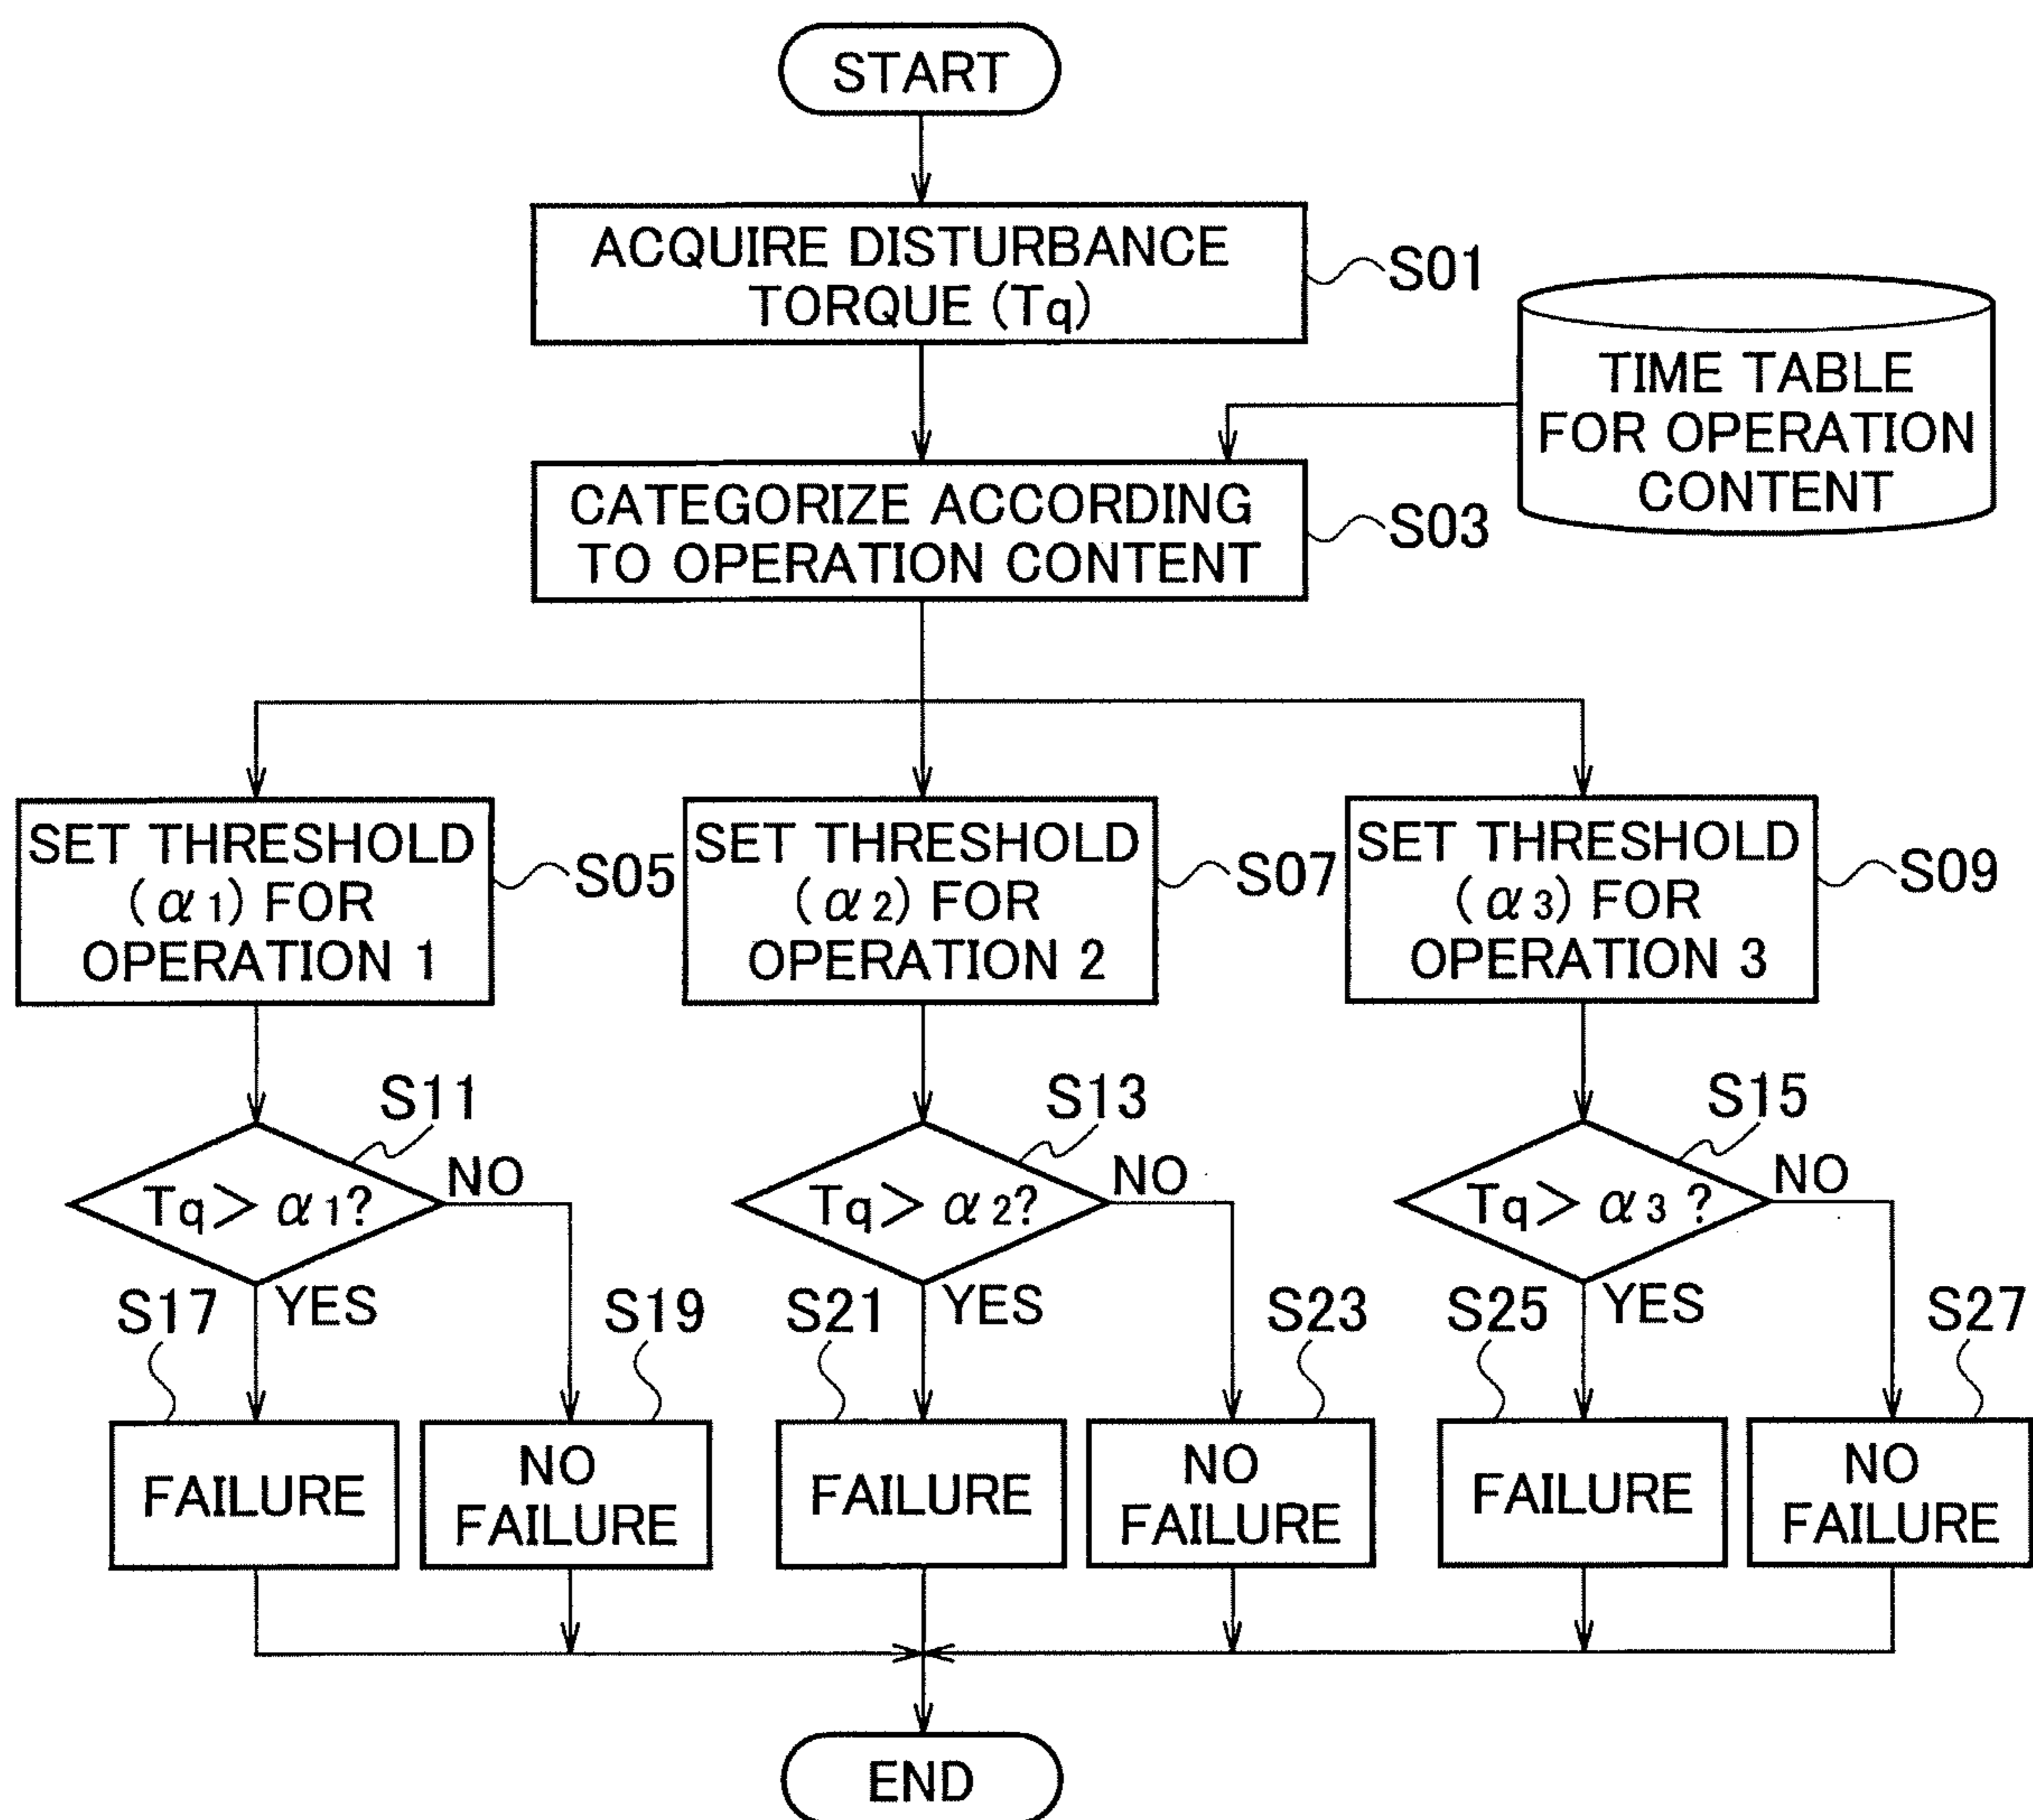 START
ACQUIRE DISTURBANCE
TORQUE (Tq)
S01
TIME TABLE
FOR OPERATION
CONTENT
CATEGORIZE ACCORDING
TO OPERATION CONTENT
S03
SET THRESHOLD
(α1) FOR
OPERATION 1
S05
SET THRESHOLD
(α2) FOR
OPERATION 2
S07
SET THRESHOLD
(α3) FOR
OPERATION 3
S09
S11
Tq> α1?
NO
YES
S13
Tq> α2?
NO
YES
S15
Tq> α3 ?
NO
YES
S17
FAILURE
S19
NO
FAILURE
S21
FAILURE
S23
NO
FAILURE
S25
FAILURE
S27
NO
FAILURE
END